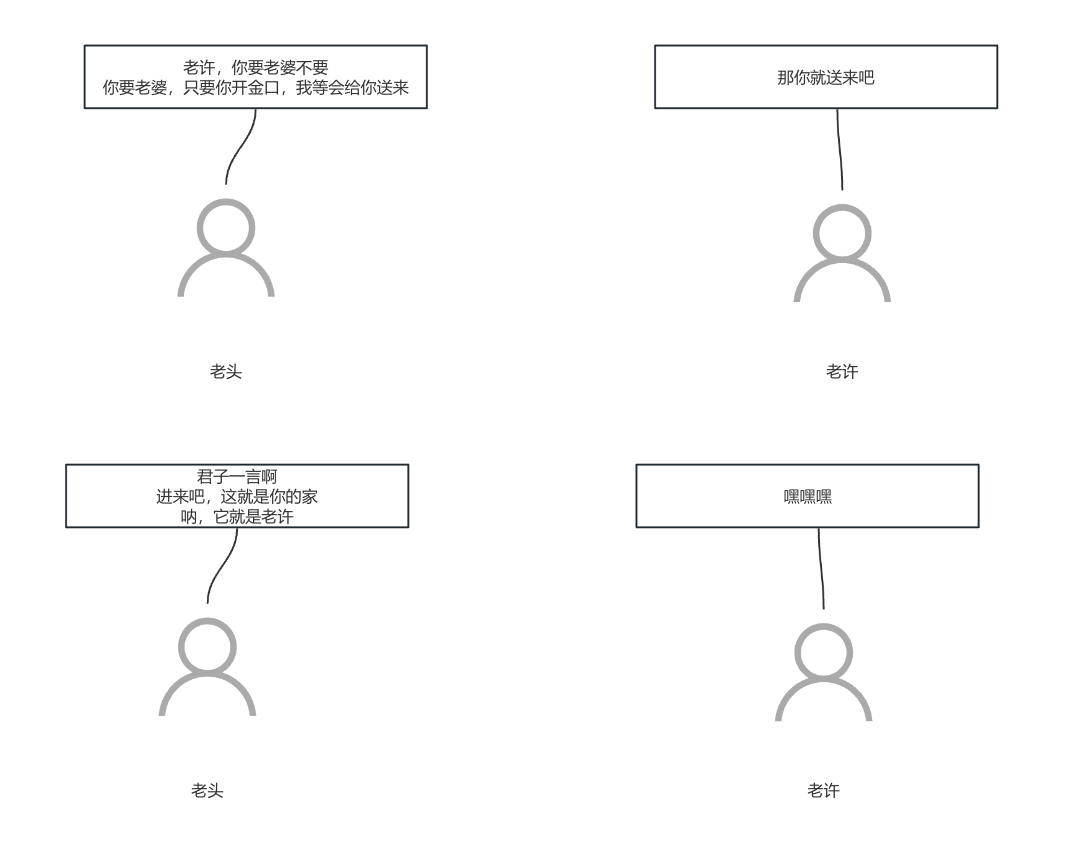 老许，你要老婆不要
你要老婆，只要你开金口，我等会给你送来
那你就送来吧
老头
老许
君子一言啊
进来吧，这就是你的家
呐，它就是老许
嘿嘿嘿
老头
老许